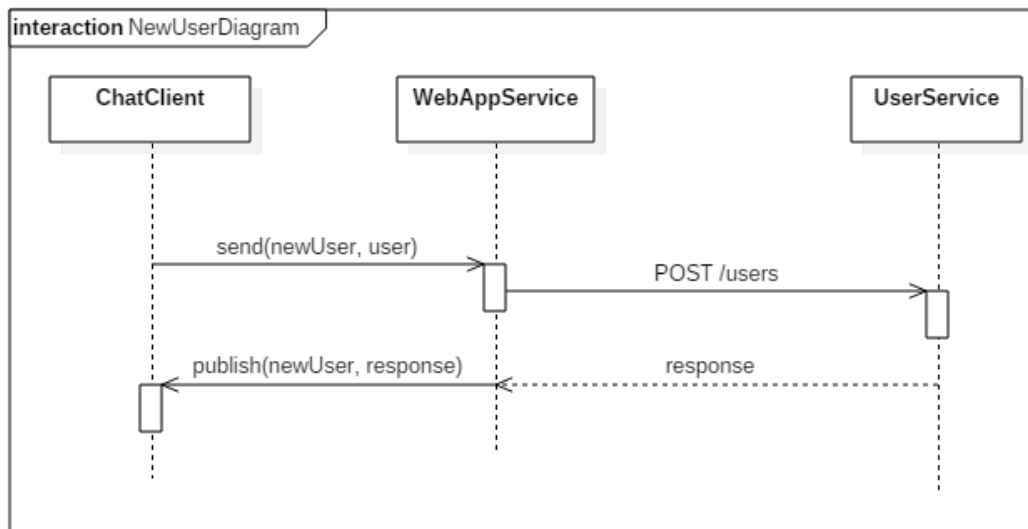 interaction NewUserDiagram
ChatClient
WebAppService
UserService
send(newUser, user)
POST /users
publish(newUser, response)
response